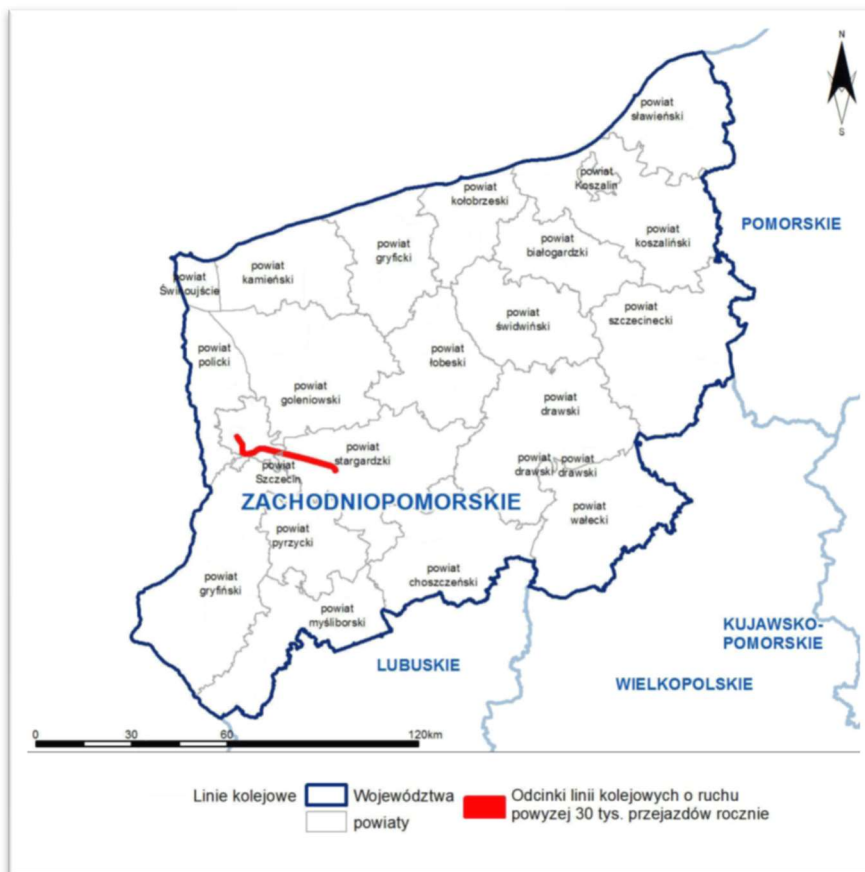 N
S
powiat
sławieński
powiat
Koszalin
powiat
kołobrzeski
powiat
koszaliński
POMORSKIE
powiat
gryficki
powiat
białogardzki
powiat
kamieński
powiat
Świnoujście
powiat
szczecinecki
powiat
świdwiński
powiat
policki
powiat
łobeski
powiat
goleniowski
powiat
drawski
powiat
stargardzki
powiat
drawski
powiat
drawski
powiat
Szczecin
ZACHODNIOPOMORSKIE
powiat
wałecki
powiat
pyrzycki
powiat
choszczeński
powiat
gryfiński
powiat
myśliborski
KUJAWSKO-
POMORSKIE
LUBUSKIE
WIELKOPOLSKIE
0 30 60 120km
Linie kolejowe
Województwa
powiaty
Odcinki linii kolejowych o ruchu
powyzej 30 tys. przejazdów rocznie